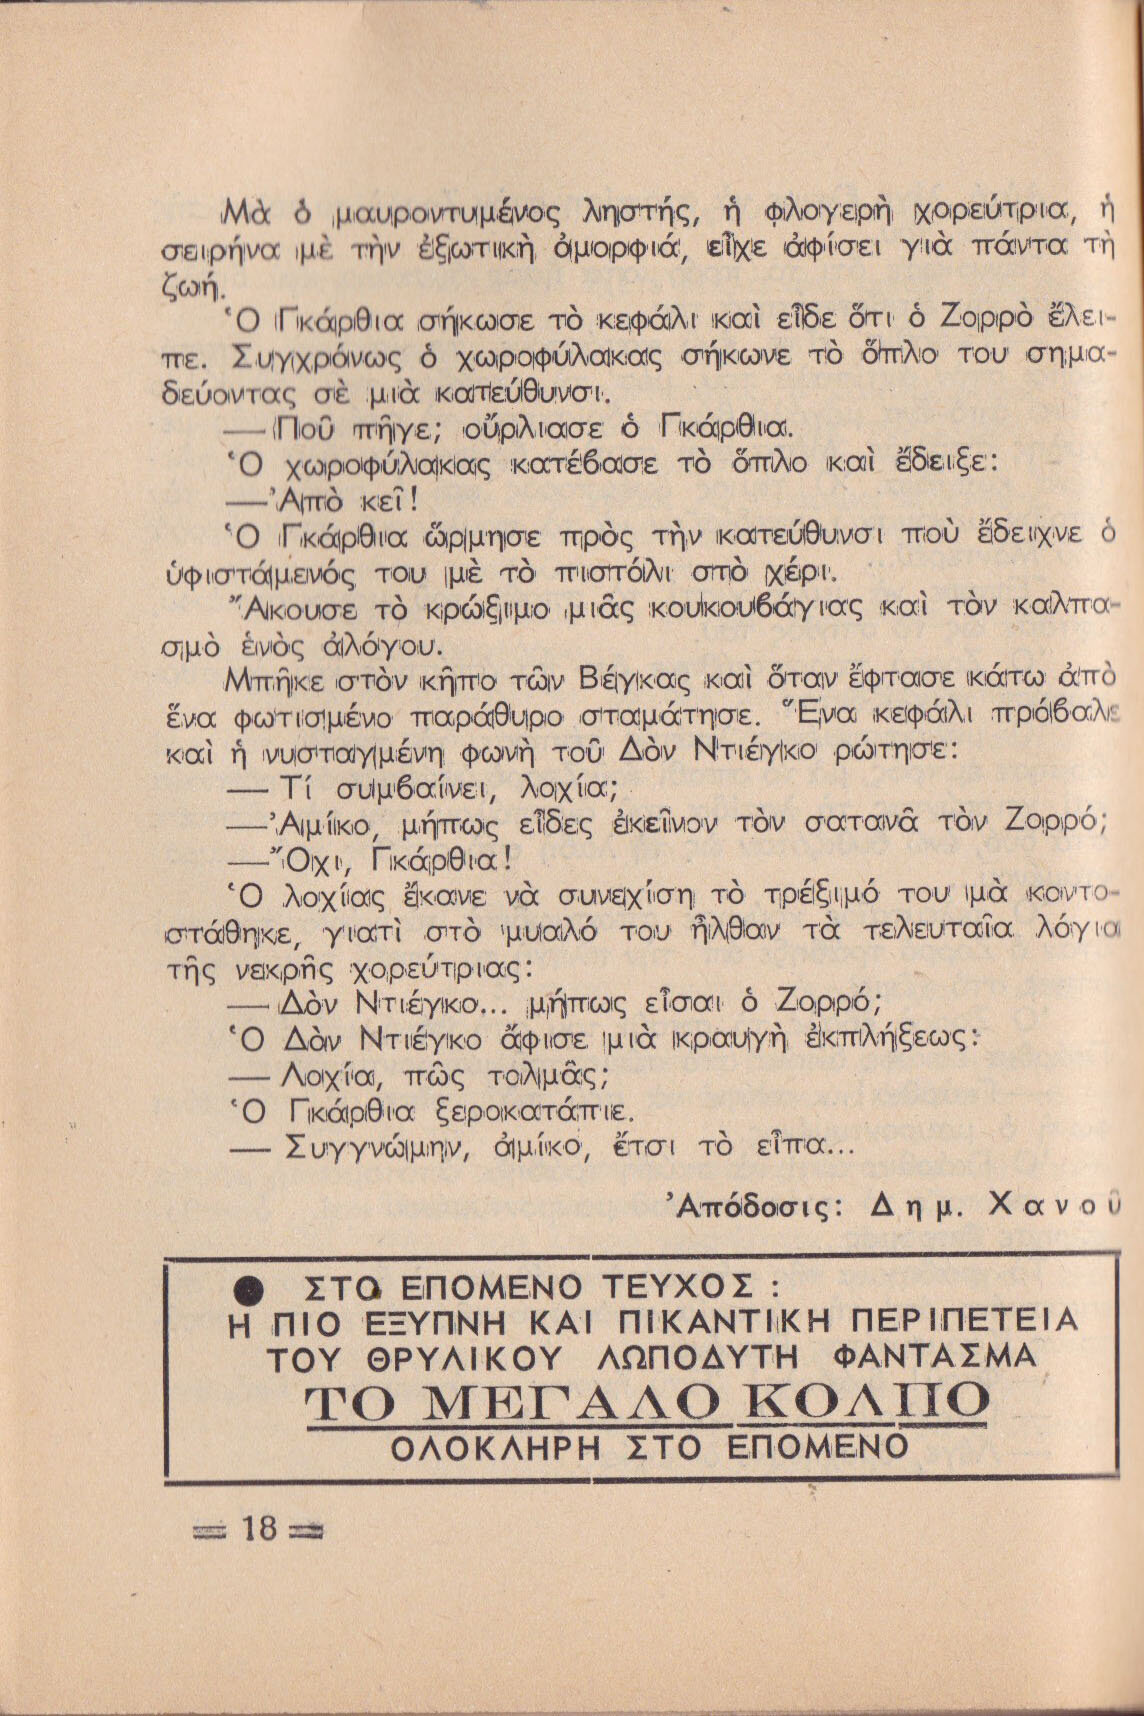 Μὰ ὁ μαυροντυμένος ληστής, ἡ φλογερὴ χορεύτρια, ἡ
σειρήνα μὲ τὴν ἐξωτικὴ ὀμορφιά, εἶχε ἀφίσει γιὰ πάντα τὴ
ζωή.
Ὁ Γκάρθια σήκωσε τὸ κεφάλι καὶ εἶδε ὅτι ὁ Ζορρὸ ἔλει-
πε. Συγχρόνως ὁ χωροφύλακας σήκωνε τὸ ὅπλο του σημα-
δεύοντας σὲ μιὰ κατεύθυνσι.
— Ποῦ πῆγε; οὔρλιασε ὁ Γκάρθια.
Ὁ χωροφύλακας κατέβασε τὸ ὅπλο καὶ ἔδειξε:
— Ἀπὸ κεῖ!
Ὁ Γκάρθια ὥρμησε πρὸς τὴν κατεύθυνσι ποὺ ἔδειχνε ὁ
ὑφιστάμενός του μὲ τὸ πιστόλι στὸ χέρι.
Ἄκουσε τὸ κρώξιμο μιᾶς κουκουβάγιας καὶ τὸν καλπα-
σμὸ ἑνὸς ἀλόγου.
Μπῆκε στὸν κῆπο τῶν Βέγκας καὶ ὅταν ἔφτασε κάτω ἀπὸ
ἕνα φωτισμένο παράθυρο σταμάτησε. Ἕνα κεφάλι πρόβαλε
καὶ ἡ νυσταγμένη φωνὴ τοῦ Δὸν Ντιέγκο ρώτησε:
— Τί συμβαίνει, λοχία;
— Ἀμίκο, μήπως εἶδες ἐκεῖνον τὸν σατανᾶ τὸν Ζορρό;
— Ὄχι, Γκάρθια!
Ὁ λοχίας ἔκανε νὰ συνεχίση τὸ τρέξιμό του μὰ κοντο-
στάθηκε, γιατὶ στὸ μυαλό του ἦλθαν τὰ τελευταῖα λόγια
τῆς νεκρῆς χορεύτριας:
— Δὸν Ντιέγκο... μήπως εἶσαι ὁ Ζορρό;
Ὁ Δὸν Ντιέγκο ἄφισε μιὰ κραυγὴ ἐκπλήξεως:
— Λοχία, πῶς τολμᾶς;
Ὁ Γκάρθια ξεροκατάπιε.
— Συγγνώμην, ἀμίκο, ἔτσι τὸ εἶπα...
Ἀπόδοσις: Δημ. Χανοῦ
● ΣΤΟ ΕΠΟΜΕΝΟ ΤΕΥΧΟΣ :
Η ΠΙΟ ΕΞΥΠΝΗ ΚΑΙ ΠΙΚΑΝΤΙΚΗ ΠΕΡΙΠΕΤΕΙΑ
ΤΟΥ ΘΡΥΛΙΚΟΥ ΛΩΠΟΔΥΤΗ ΦΑΝΤΑΣΜΑ
ΤΟ ΜΕΓΑΛΟ ΚΟΛΠΟ
ΟΛΟΚΛΗΡΗ ΣΤΟ ΕΠΟΜΕΝΟ
= 18 =